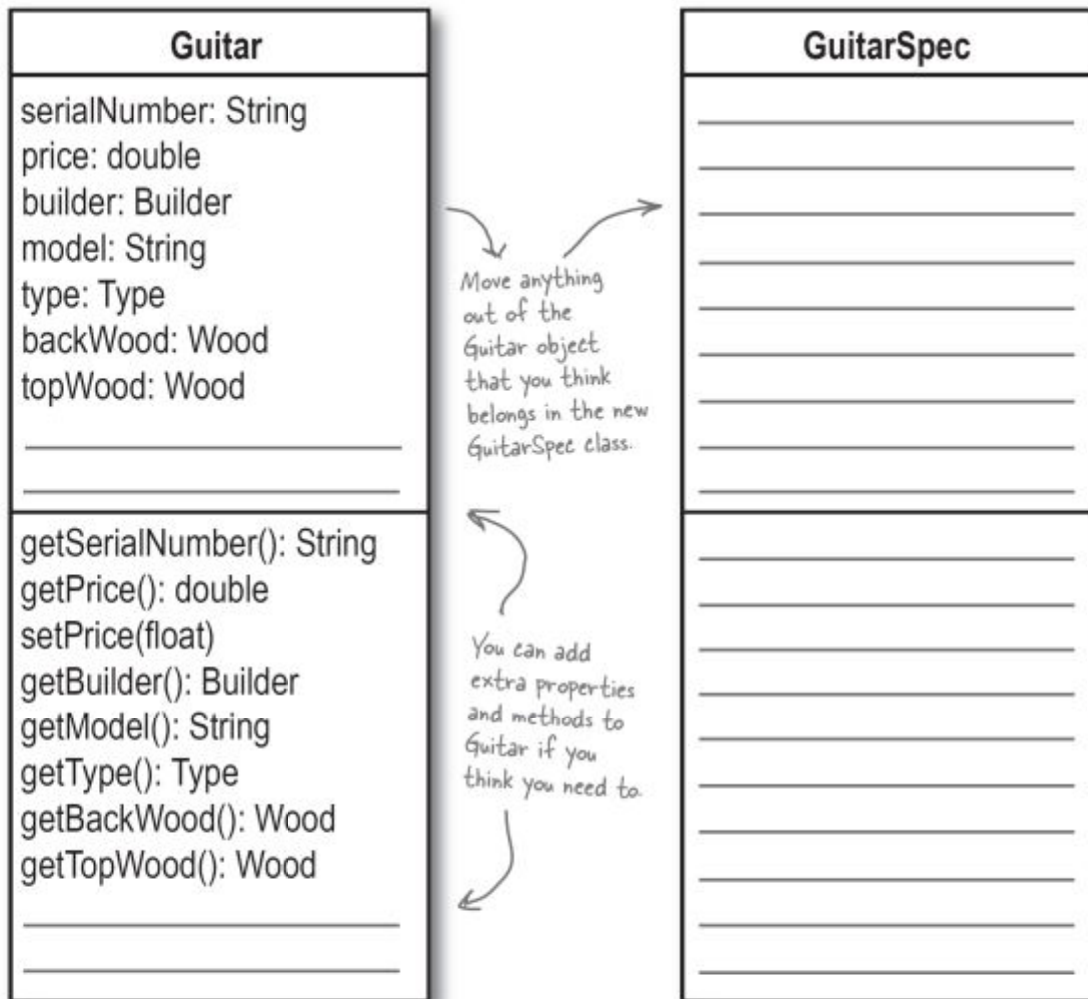 Guitar
serialNumber: String
price: double
builder: Builder
model: String
type: Type
backWood: Wood
topWood: Wood
getSerialNumber(): String
getPrice(): double
setPrice(float)
getBuilder(): Builder
getModel(): String
getType(): Type
getBackWood(): Wood
getTopWood(): Wood
Move anything
out of the
Guitar object
that you think
belongs in the new
GuitarSpec class.
You can add
extra properties
and methods to
Guitar if you
think you need to.
GuitarSpec